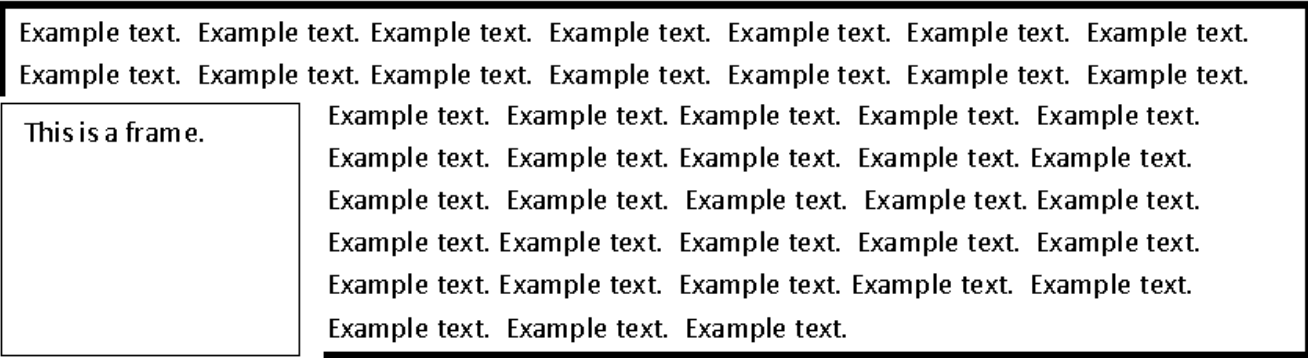 Example text.  Example text. Example text.  Example text.  Example text.  Example text.  Example text.
Example text.  Example text. Example text.  Example text.  Example text.  Example text.  Example text.
This is a frame.
Example text.  Example text. Example text.  Example text.  Example text.
Example text.  Example text. Example text.  Example text. Example text.
Example text.  Example text.  Example text.  Example text. Example text.
Example text. Example text.  Example text.  Example text.  Example text.
Example text. Example text.  Example text. Example text.  Example text.
Example text.  Example text.  Example text.